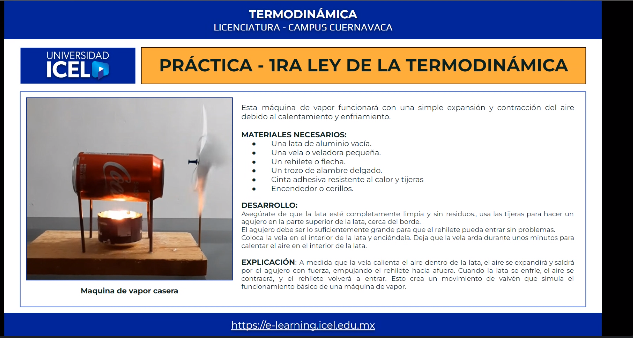 TERMODINÁMICA
LICENCIATURA - CAMPUS CUERNAVACA
UNIVERSIDAD
ICEL
PRÁCTICA - 1RA LEY DE LA TERMODINÁMICA
Esta máquina de vapor funcionará con una simple expansión y contracción del aire
debido al calentamiento y enfriamiento.
MATERIALES NECESARIOS:
● Una lata de aluminio vacía.
● Una vela o veladora pequeña.
● Un rehilete o flecha.
● Un trozo de alambre delgado.
● Cinta adhesiva resistente al calor y tijeras
● Encendedor o cerillos.
DESARROLLO:
Asegúrate de que la lata esté completamente limpia y sin residuos, usa las tijeras para hacer un
agujero en la parte superior de la lata, cerca del borde.
El agujero debe ser lo suficientemente grande para que el rehilete pueda entrar sin problemas.
Coloca la vela en el interior de la lata y enciéndela. Deja que la vela arda durante unos minutos para
calentar el aire en el interior de la lata.
EXPLICACIÓN: A medida que la vela calienta el aire dentro de la lata, el aire se expandirá y saldrá
por el agujero con fuerza, empujando el rehilete hacia afuera. Cuando la lata se enfríe, el aire se
contraerá, y el rehilete volverá a entrar. Esto crea un movimiento de vaivén que simula el
funcionamiento básico de una máquina de vapor.
Maquina de vapor casera
https://e-learning.icel.edu.mx